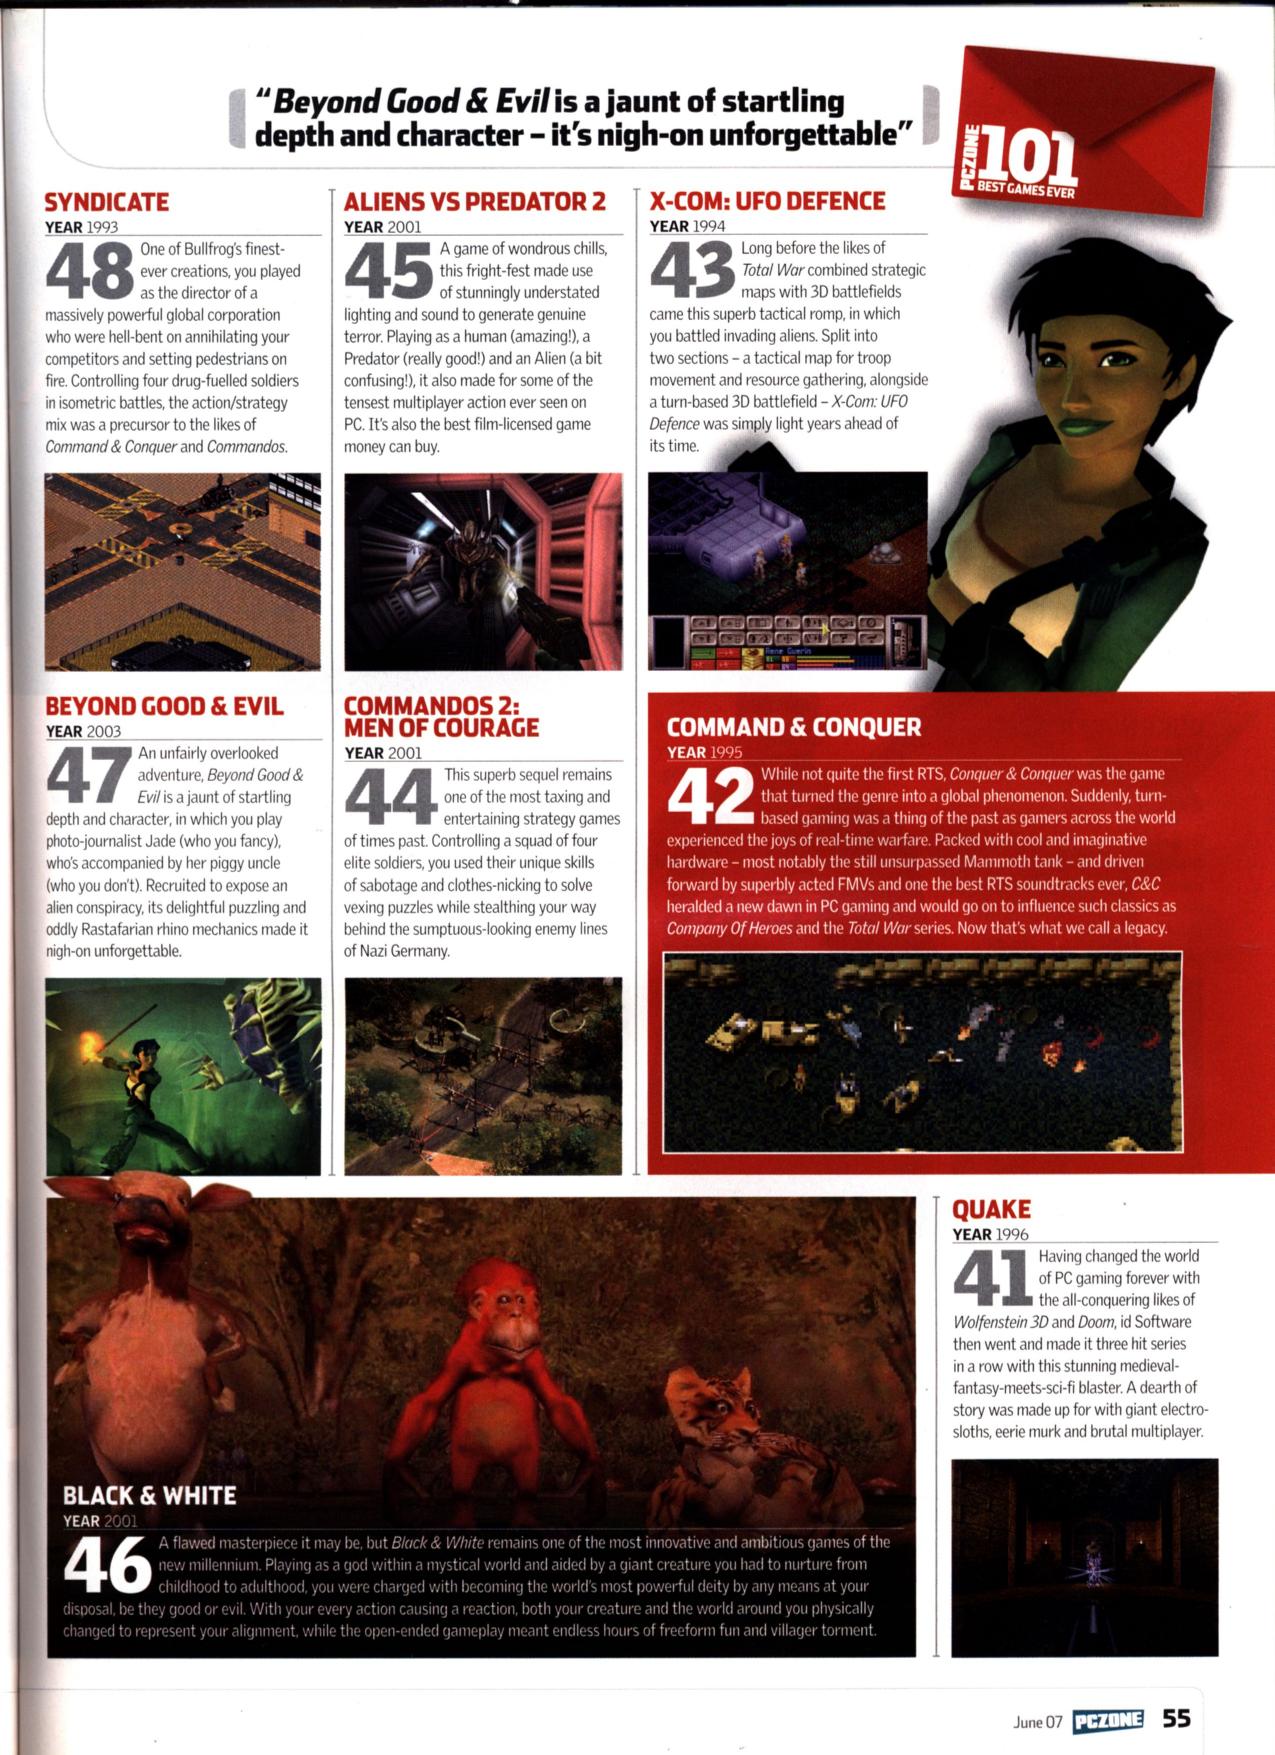 “Beyond Good & Evil is a jaunt of startling
depth and character – it’s nigh-on unforgettable”
PCZONE
101
BEST GAMES EVER
SYNDICATE
YEAR 1993
48
One of Bullfrog's finest-
ever creations, you played
as the director of a
massively powerful global corporation
who were hell-bent on annihilating your
competitors and setting pedestrians on
fire. Controlling four drug-fuelled soldiers
in isometric battles, the action/strategy
mix was a precursor to the likes of
Command & Conquer and Commandos.
BEYOND GOOD & EVIL
YEAR 2003
47
An unfairly overlooked
adventure, Beyond Good &
Evil is a jaunt of startling
depth and character, in which you play
photo-journalist Jade (who you fancy),
who's accompanied by her piggy uncle
(who you don't). Recruited to expose an
alien conspiracy, its delightful puzzling and
oddly Rastafarian rhino mechanics made it
nigh-on unforgettable.
BLACK & WHITE
YEAR 2001
46
A flawed masterpiece it may be, but Black & White remains one of the most innovative and ambitious games of the
new millennium. Playing as a god within a mystical world and aided by a giant creature you had to nurture from
childhood to adulthood, you were charged with becoming the world's most powerful deity by any means at your
disposal, be they good or evil. With your every action causing a reaction, both your creature and the world around you physically
changed to represent your alignment, while the open-ended gameplay meant endless hours of freeform fun and villager torment.
ALIENS VS PREDATOR 2
YEAR 2001
45
A game of wondrous chills,
this fright-fest made use
of stunningly understated
lighting and sound to generate genuine
terror. Playing as a human (amazing!), a
Predator (really good!) and an Alien (a bit
confusing!), it also made for some of the
tensest multiplayer action ever seen on
PC. It's also the best film-licensed game
money can buy.
COMMANDOS 2:
MEN OF COURAGE
YEAR 2001
44
This superb sequel remains
one of the most taxing and
entertaining strategy games
of times past. Controlling a squad of four
elite soldiers, you used their unique skills
of sabotage and clothes-nicking to solve
vexing puzzles while stealthing your way
behind the sumptuous-looking enemy lines
of Nazi Germany.
X-COM: UFO DEFENCE
YEAR 1994
43
Long before the likes of
Total War combined strategic
maps with 3D battlefields
came this superb tactical romp, in which
you battled invading aliens. Split into
two sections – a tactical map for troop
movement and resource gathering, alongside
a turn-based 3D battlefield – X-Com: UFO
Defence was simply light years ahead of
its time.
Rene Guerin
COMMAND & CONQUER
YEAR 1995
42
While not quite the first RTS, Conquer & Conquer was the game
that turned the genre into a global phenomenon. Suddenly, turn-
based gaming was a thing of the past as gamers across the world
experienced the joys of real-time warfare. Packed with cool and imaginative
hardware – most notably the still unsurpassed Mammoth tank – and driven
forward by superbly acted FMVs and one the best RTS soundtracks ever, C&C
heralded a new dawn in PC gaming and would go on to influence such classics as
Company Of Heroes and the Total War series. Now that's what we call a legacy.
QUAKE
YEAR 1996
41
Having changed the world
of PC gaming forever with
the all-conquering likes of
Wolfenstein 3D and Doom, id Software
then went and made it three hit series
in a row with this stunning medieval-
fantasy-meets-sci-fi blaster. A dearth of
story was made up for with giant electro-
sloths, eerie murk and brutal multiplayer.
June 07 PCZONE 55